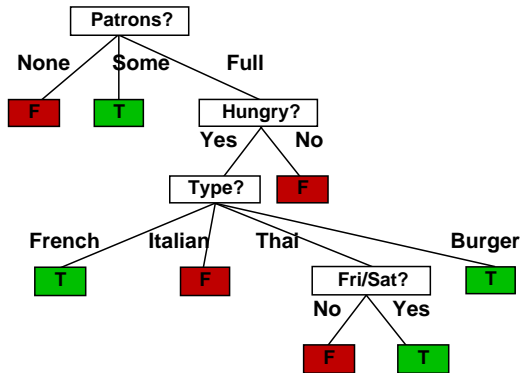 Patrons?
None Some Full
F T Hungry?
Yes No
Type? F
French Italian Thai Burger
T F Fri/Sat? T
No Yes
F T